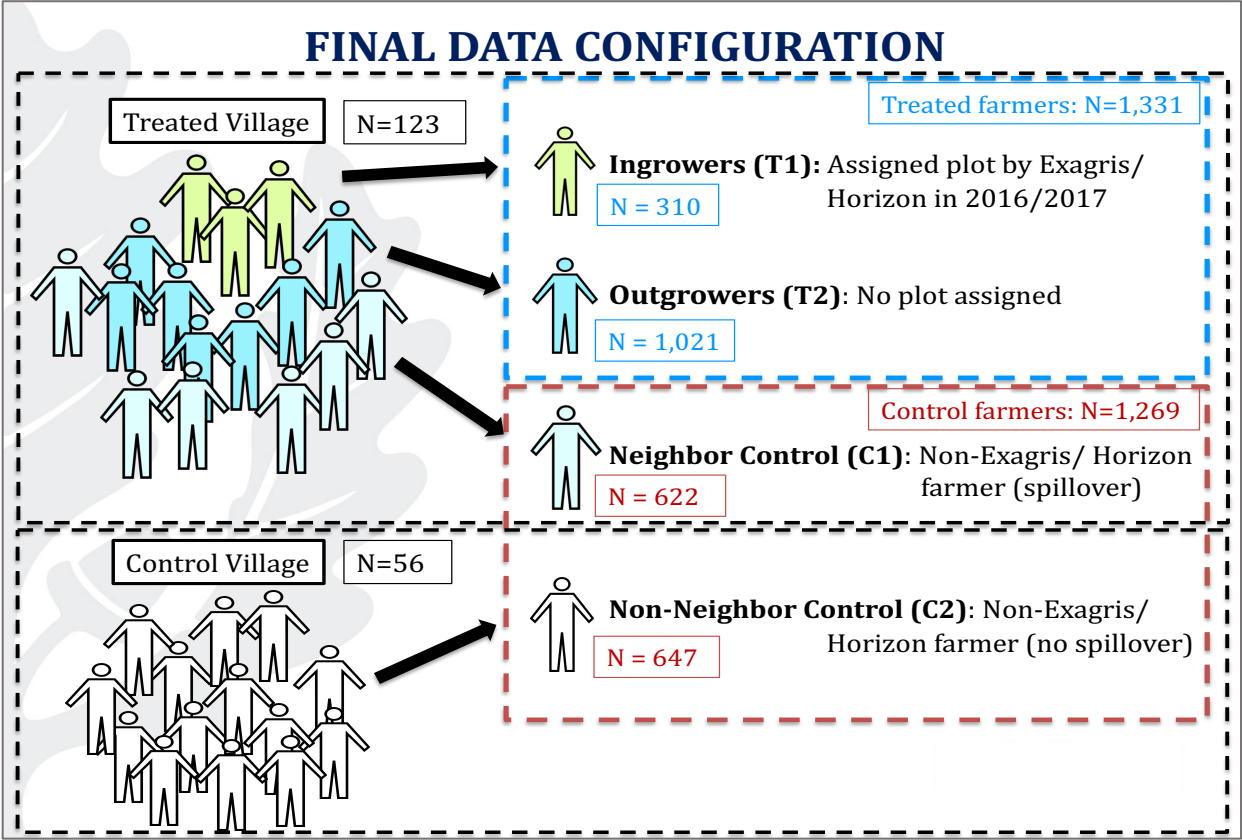 FINAL DATA CONFIGURATION
Treated Village
N=123
Treated farmers: N=1,331
Ingrowers (T1): Assigned plot by Exagris/
Horizon in 2016/2017
N = 310
Outgrowers (T2): No plot assigned
N = 1,021
Control farmers: N=1,269
Neighbor Control (C1): Non-Exagris/ Horizon
farmer (spillover)
N = 622
Control Village
N=56
Non-Neighbor Control (C2): Non-Exagris/
Horizon farmer (no spillover)
N = 647